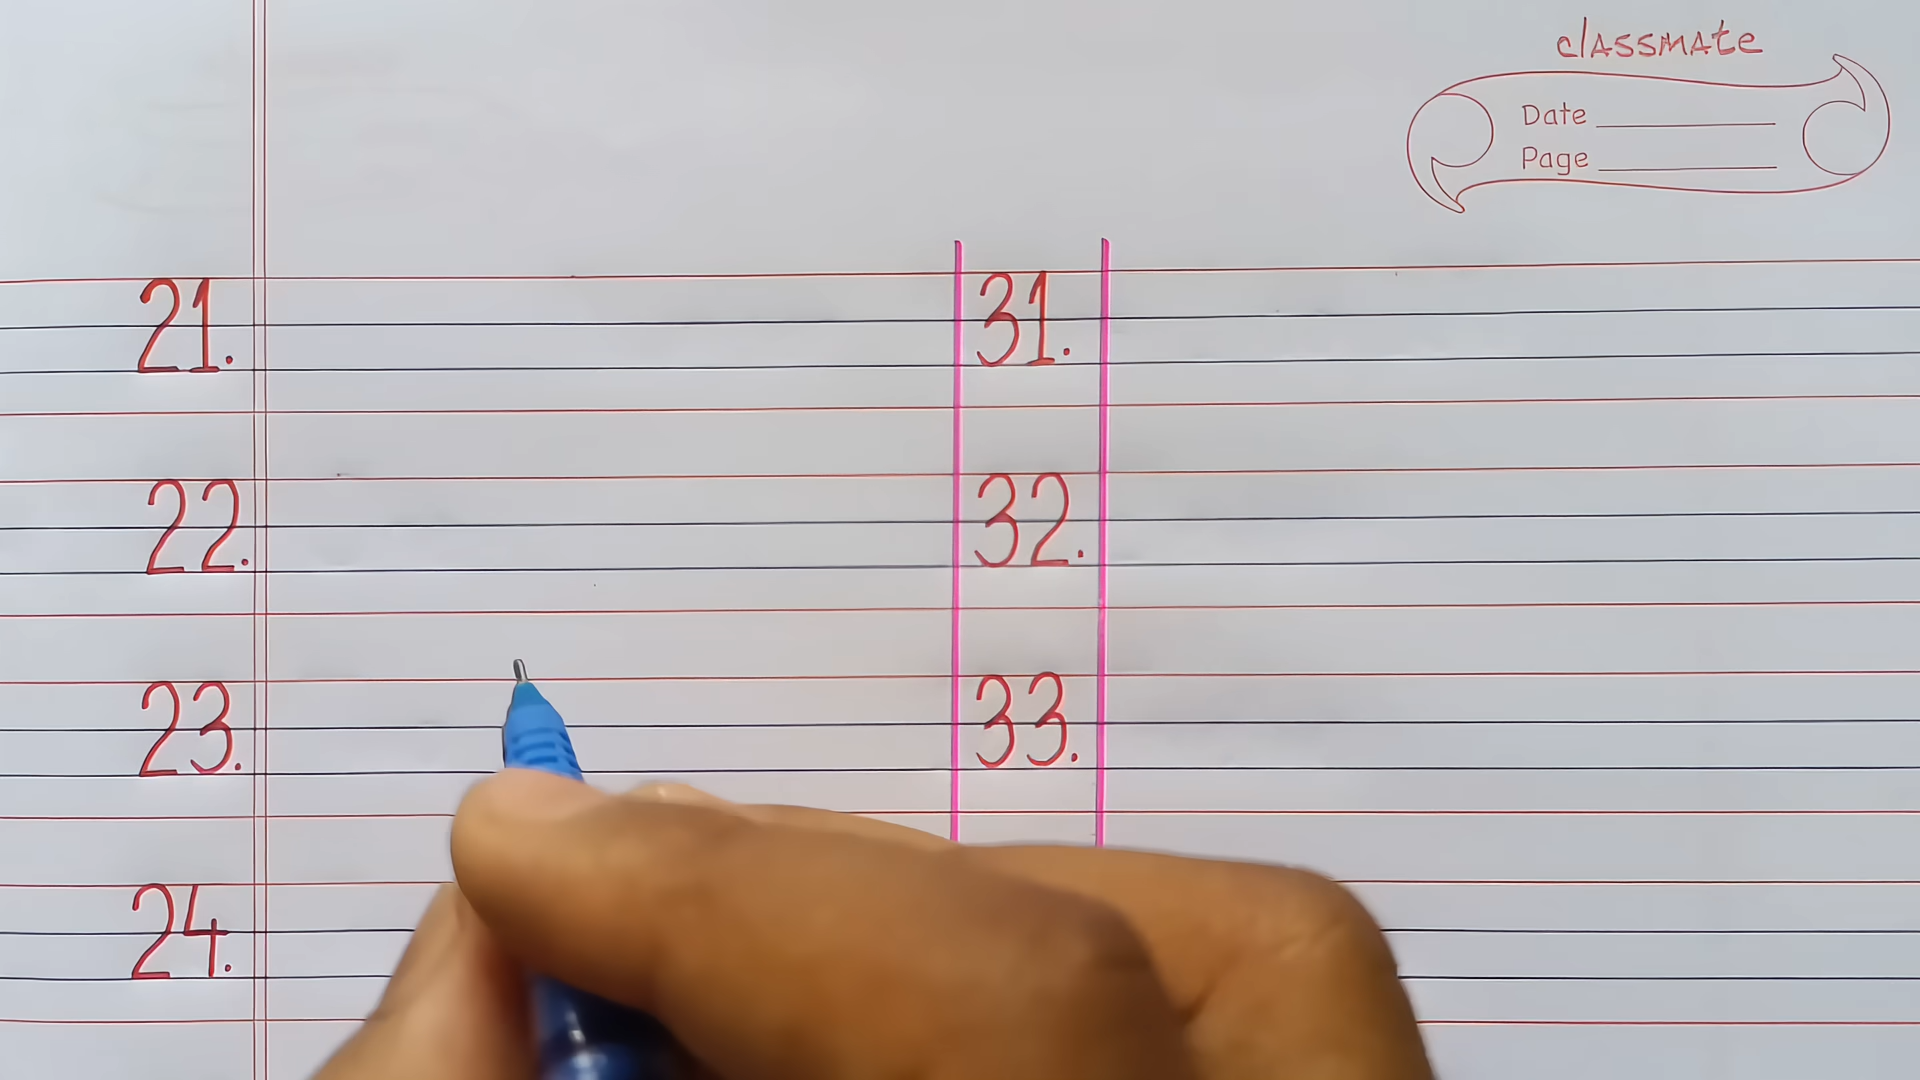 classmate
Date
Page
21. 31.
22. 32.
23. 33.
24.